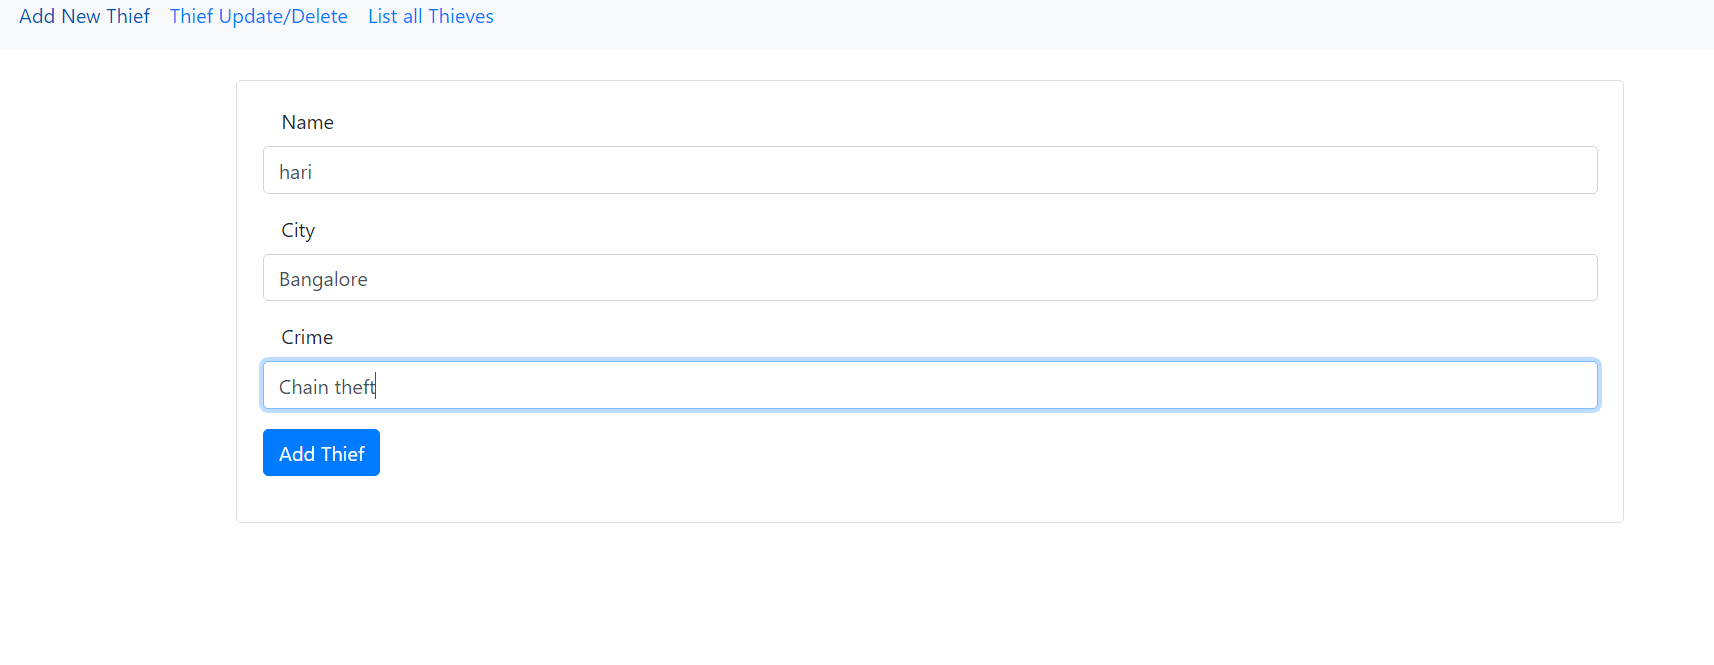 Add New Thief Thief Update/Delete List all Thieves
Name
hari
City
Bangalore
Crime
Chain theft
Add Thief